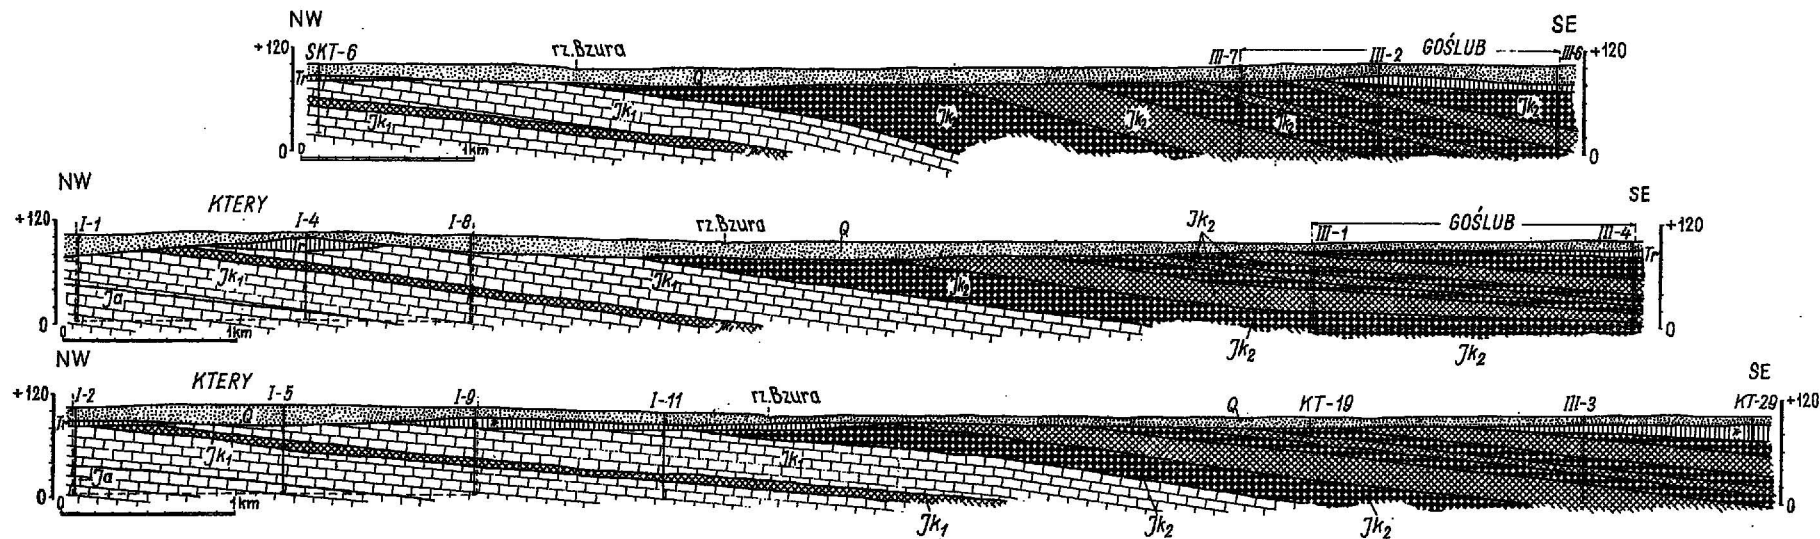 NW SE
+120 SKT-6 rz.Bzura III-7 GOŚLUB III-2 III-6 +120
Tr Q
Jk₁ Jk₁ Jk₂ Jk₂ Jk₂ Jk₂
0 0 1km 0
NW SE
KTERY
+120 I-1 I-4 I-8 rz.Bzura Q Jk₂ III-1 GOŚLUB III-4 +120
Tr
Jk₁ Jk₁ Jk₂
Ja
0 0 1km 0
Jk₂ Jk₂
NW SE
KTERY
+120 I-2 I-5 I-9 I-11 rz.Bzura Q KT-19 III-3 KT-29 +120
Tr Q
Jk₁ Jk₁
Ja
0 0 1km 0
Jk₁ Jk₂ Jk₂